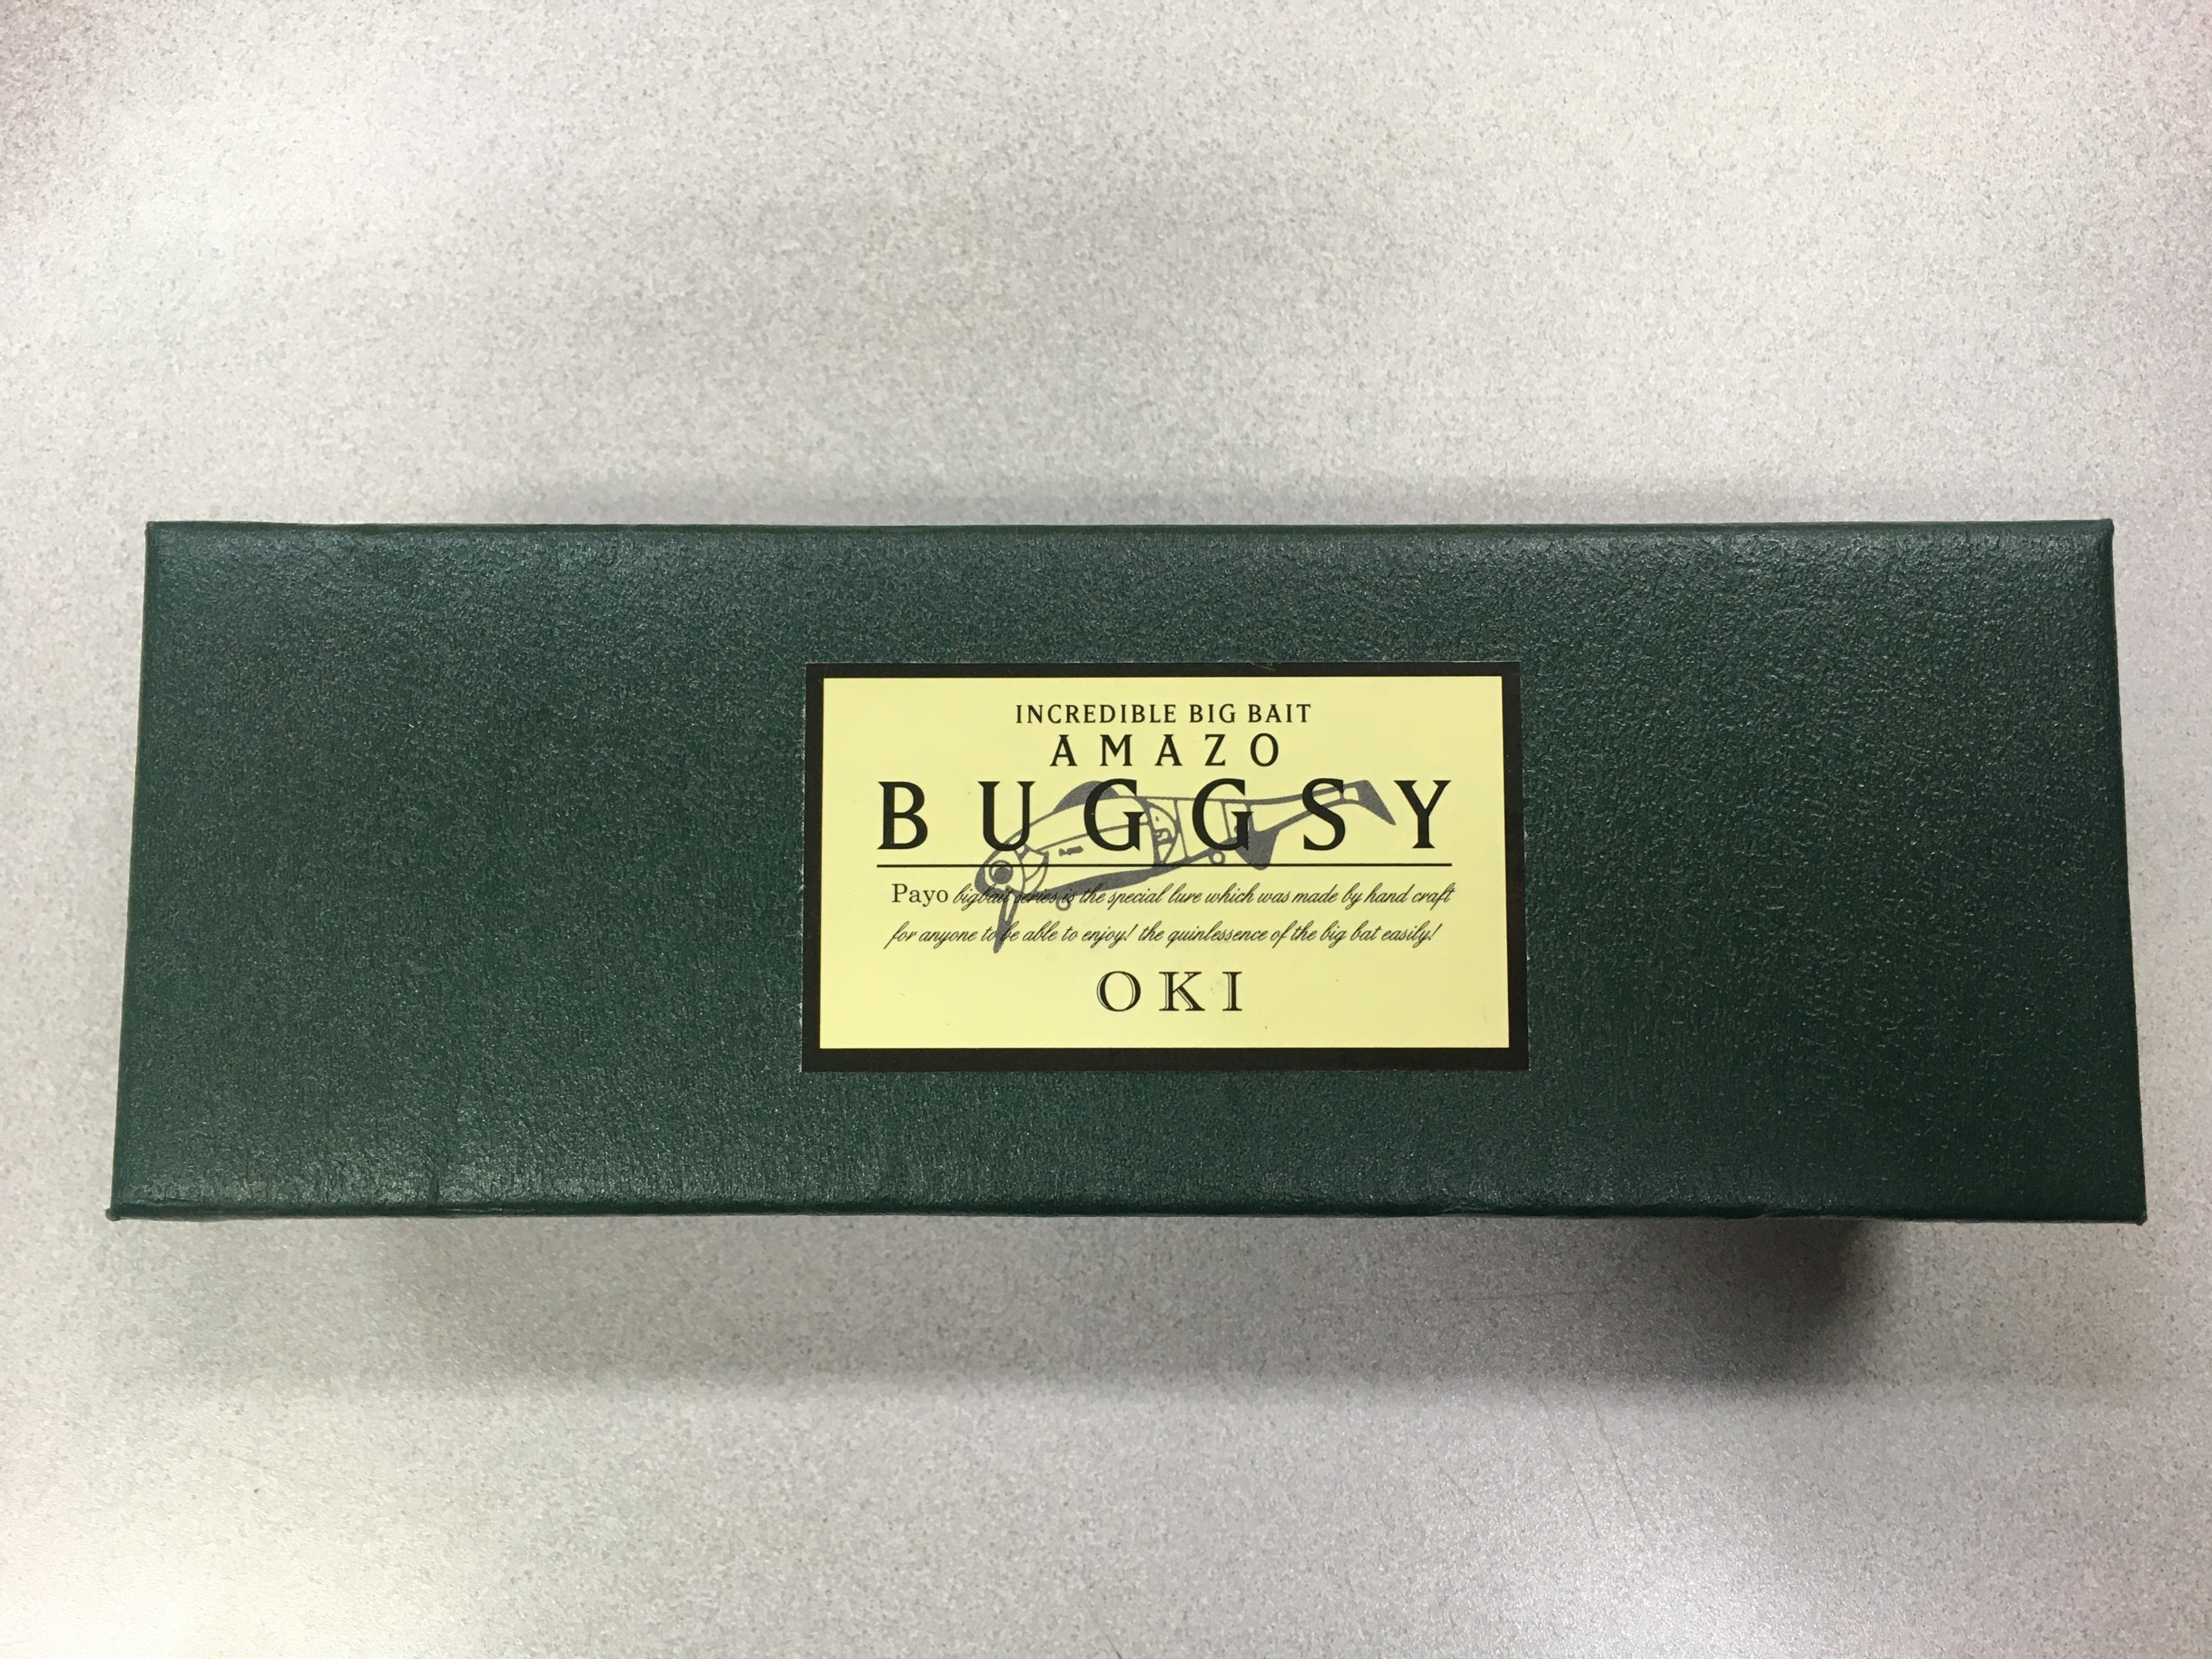 INCREDIBLE BIG BAIT
AMAZO
BUGGSY
Payo bigbait series is the special lure which was made by hand craft
for anyone to be able to enjoy! the quinlessence of the big bat easily!
OKI